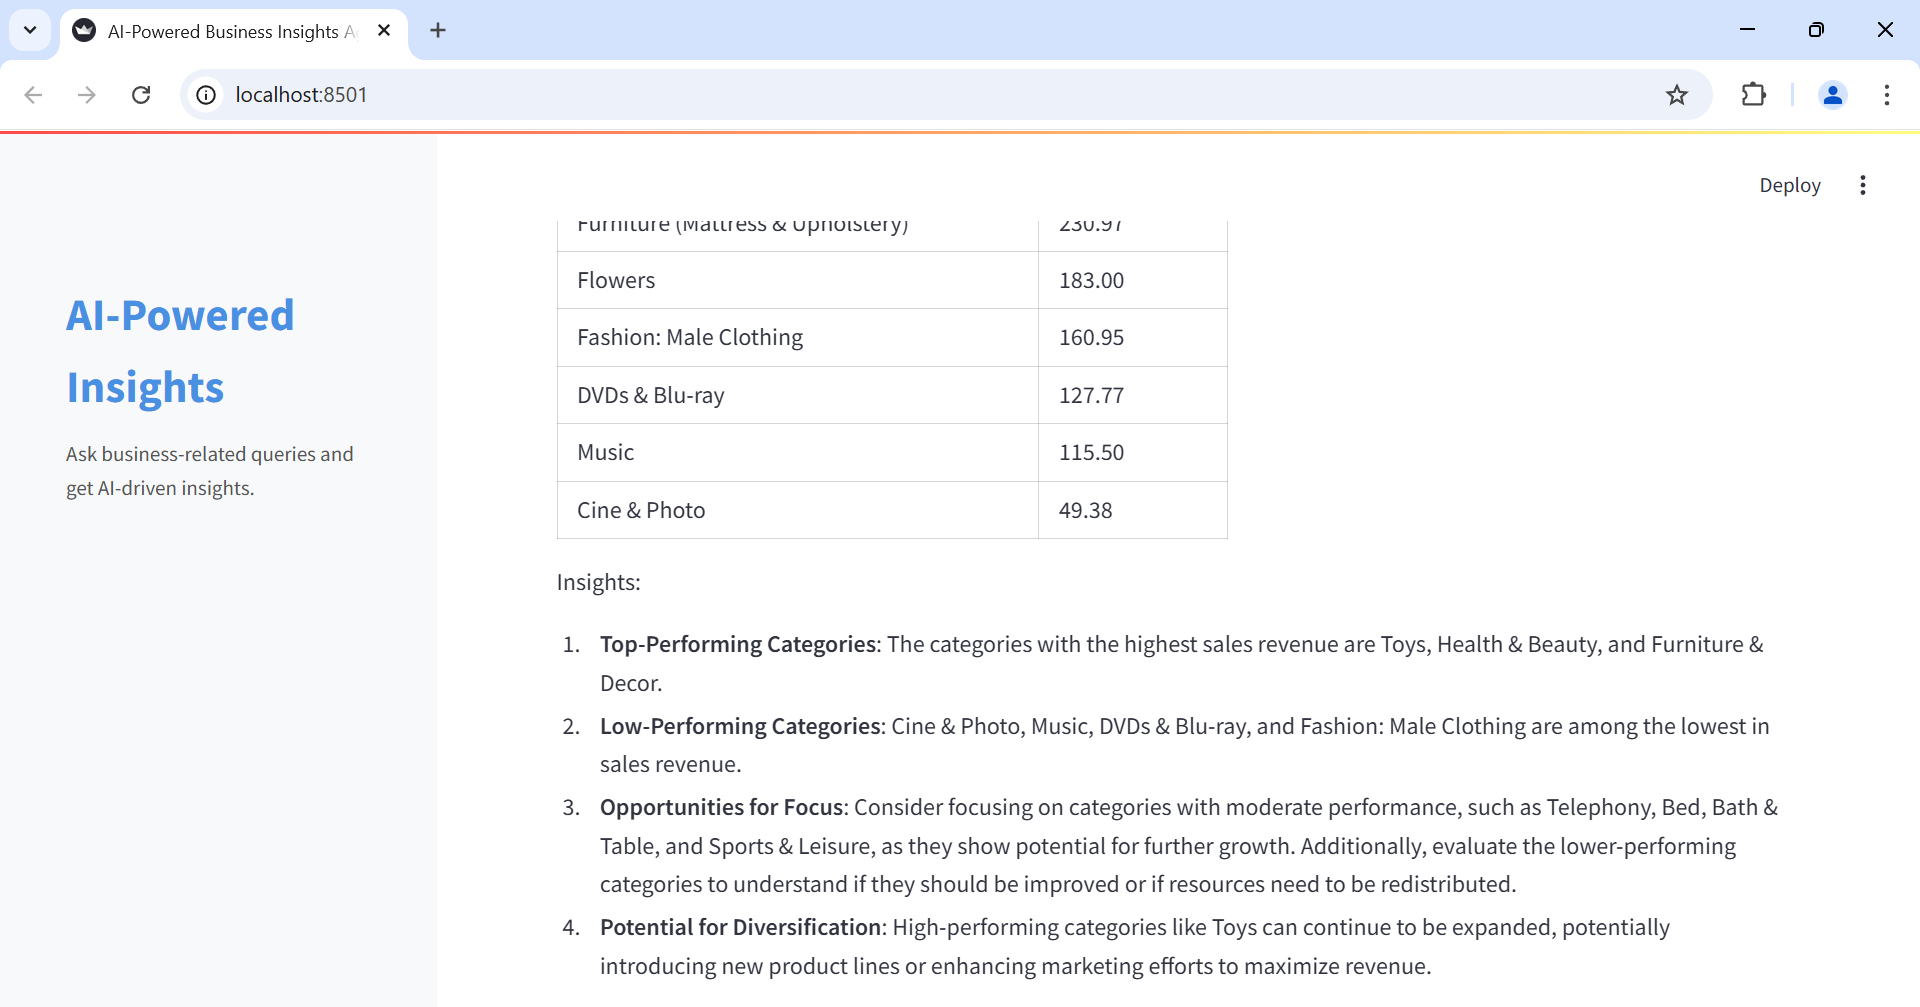 AI-Powered Business Insights A
localhost:8501
Deploy
AI-Powered
Insights
Ask business-related queries and
get AI-driven insights.
Furniture (Mattress & Upholstery) 230.97
Flowers 183.00
Fashion: Male Clothing 160.95
DVDs & Blu-ray 127.77
Music 115.50
Cine & Photo 49.38
Insights:
1. Top-Performing Categories: The categories with the highest sales revenue are Toys, Health & Beauty, and Furniture &
Decor.
2. Low-Performing Categories: Cine & Photo, Music, DVDs & Blu-ray, and Fashion: Male Clothing are among the lowest in
sales revenue.
3. Opportunities for Focus: Consider focusing on categories with moderate performance, such as Telephony, Bed, Bath &
Table, and Sports & Leisure, as they show potential for further growth. Additionally, evaluate the lower-performing
categories to understand if they should be improved or if resources need to be redistributed.
4. Potential for Diversification: High-performing categories like Toys can continue to be expanded, potentially
introducing new product lines or enhancing marketing efforts to maximize revenue.